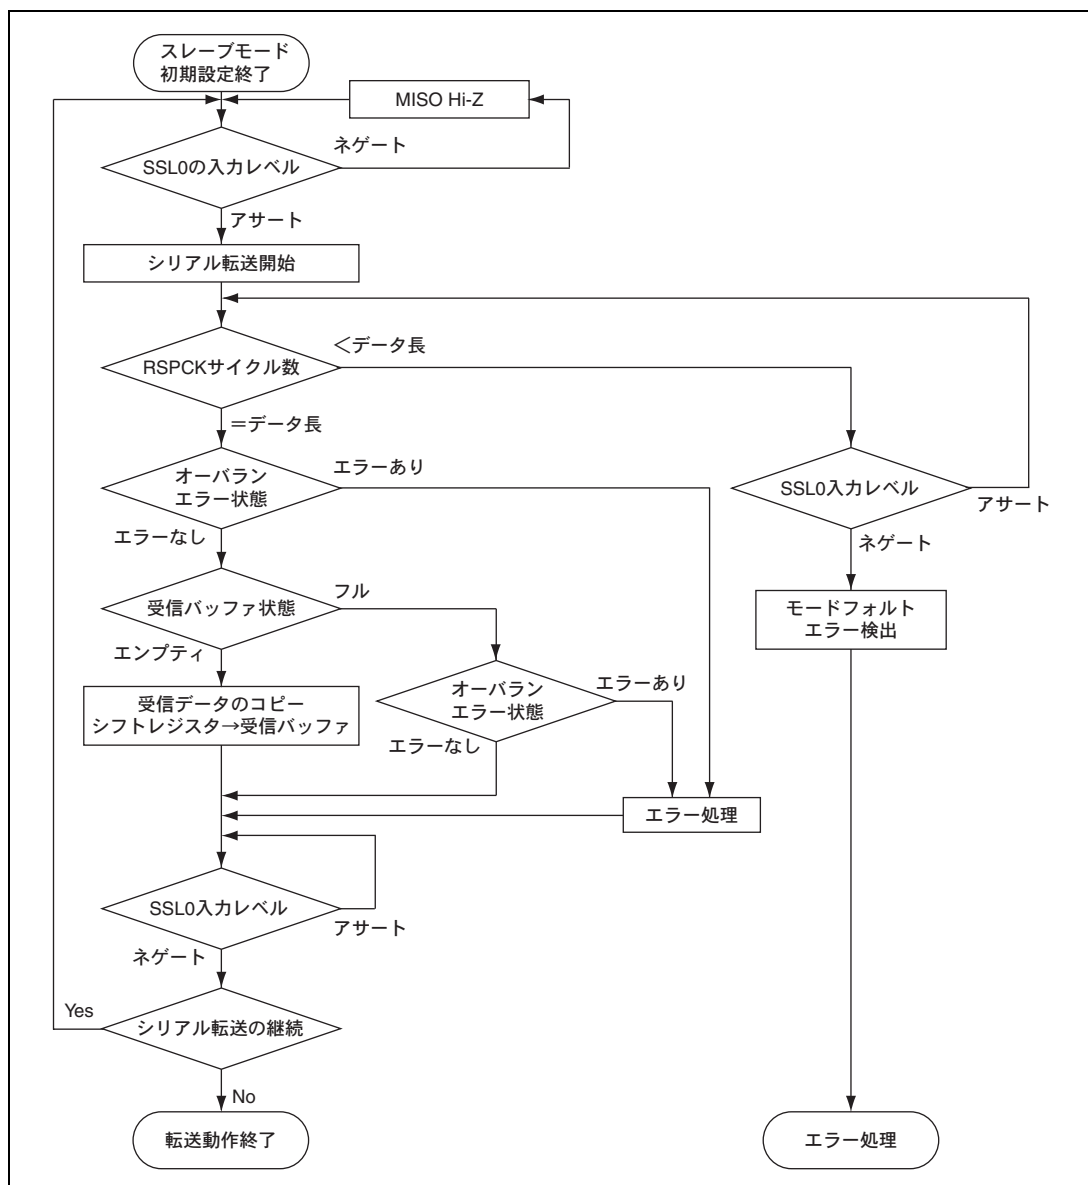 スレーブモード
初期設定終了
MISO Hi-Z
ネゲート
SSL0の入力レベル
アサート
シリアル転送開始
<データ長
RSPCKサイクル数
=データ長
オーバラン
エラー状態
エラーあり
SSL0入力レベル
アサート
エラーなし
ネゲート
受信バッファ状態
フル
モードフォルト
エラー検出
エンプティ
受信データのコピー
シフトレジスタ→受信バッファ
オーバラン
エラー状態
エラーあり
エラーなし
エラー処理
SSL0入力レベル
アサート
ネゲート
Yes
シリアル転送の継続
No
転送動作終了
エラー処理